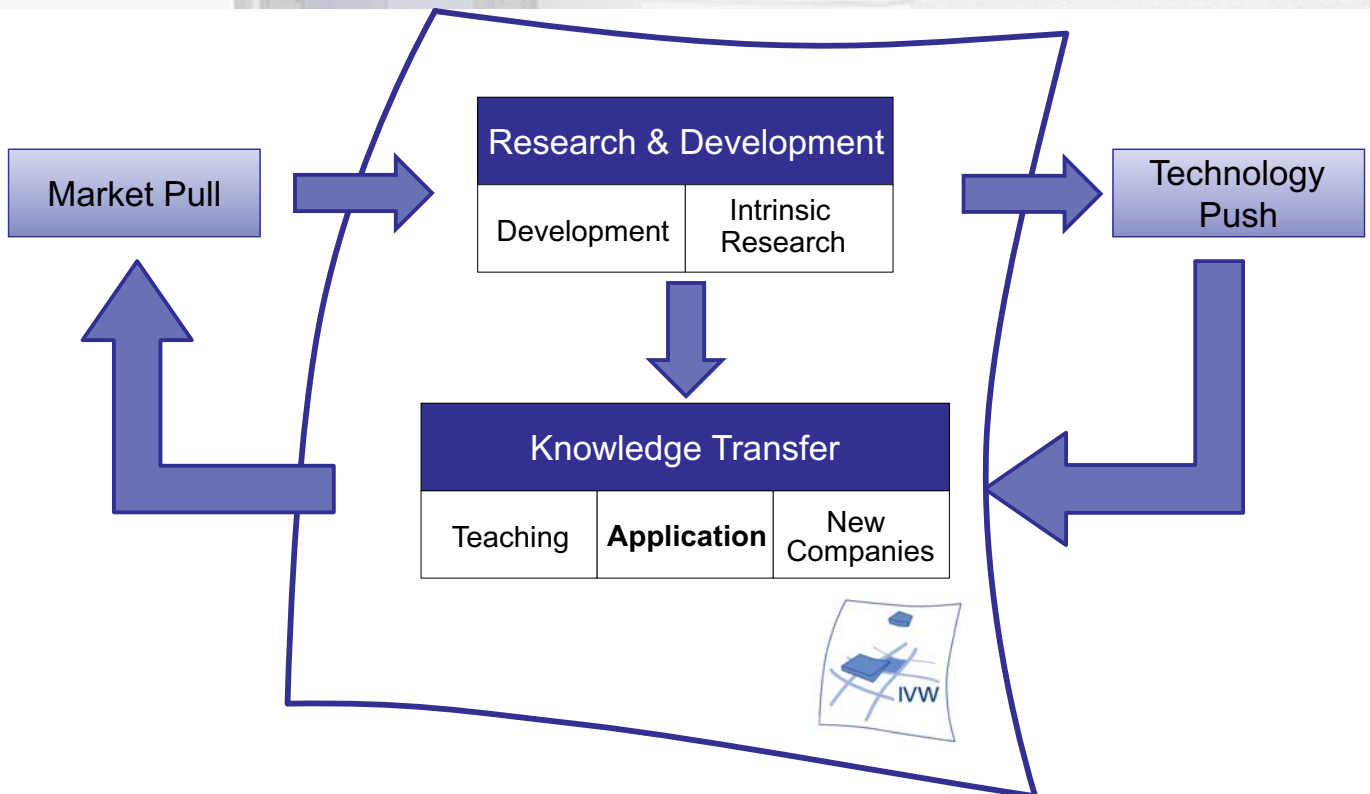 Research & Development
Market Pull
Technology
Push
Development
Intrinsic
Research
Knowledge Transfer
Teaching
Application
New
Companies
IVW